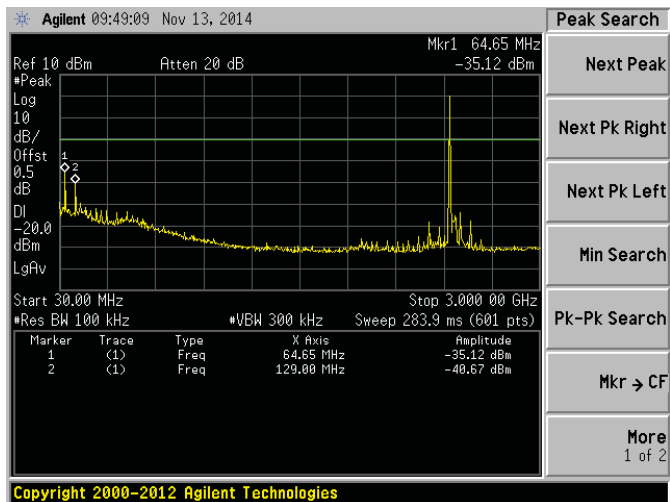 Agilent 09:49:09 Nov 13, 2014
Peak Search
Mkr1 64.65 MHz
Ref 10 dBm Atten 20 dB -35.12 dBm
#Peak
Log
10
dB/
Offst
0.5
dB
DI
-20.0
dBm
LgAv
1
2
Start 30.00 MHz Stop 3.000 00 GHz
#Res BW 100 kHz #VBW 300 kHz Sweep 283.9 ms (601 pts)
Marker Trace Type X Axis Amplitude
1 (1) Freq 64.65 MHz -35.12 dBm
2 (1) Freq 129.00 MHz -40.67 dBm
Next Peak
Next Pk Right
Next Pk Left
Min Search
Pk-Pk Search
Mkr → CF
More
1 of 2
Copyright 2000-2012 Agilent Technologies